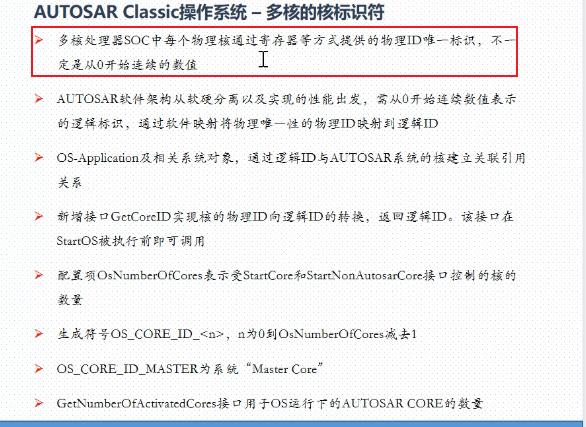 AUTOSAR Classic操作系统 – 多核的核标识符
多核处理器SOC中每个物理核通过寄存器等方式提供的物理ID唯一标识，不一
定是从0开始连续的数值
AUTOSAR软件架构从软硬分离以及实现的性能出发，需从0开始连续数值表示
的逻辑标识，通过软件映射将物理唯一性的物理ID映射到逻辑ID
OS-Application及相关系统对象，通过逻辑ID与AUTOSAR系统的核建立关联引用
关系
新增接口GetCoreID实现核的物理ID向逻辑ID的转换，返回逻辑ID。该接口在
StartOS被执行前即可调用
配置项OsNumberOfCores表示受StartCore和StartNonAutosarCore接口控制的核的
数量
生成符号OS_CORE_ID_<n>，n为0到OsNumberOfCores减去1
OS_CORE_ID_MASTER为系统“Master Core”
GetNumberOfActivatedCores接口用于OS运行下的AUTOSAR CORE的数量